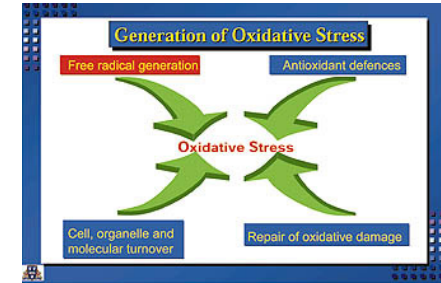 Generation of Oxidative Stress
Free radical generation
Antioxidant defences
Oxidative Stress
Cell, organelle and
molecular turnover
Repair of oxidative damage